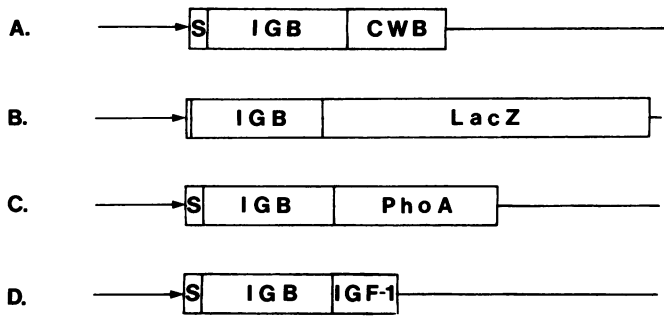 A. S IGB CWB
B. IGB LacZ
C. S IGB PhoA
D. S IGB IGF-1